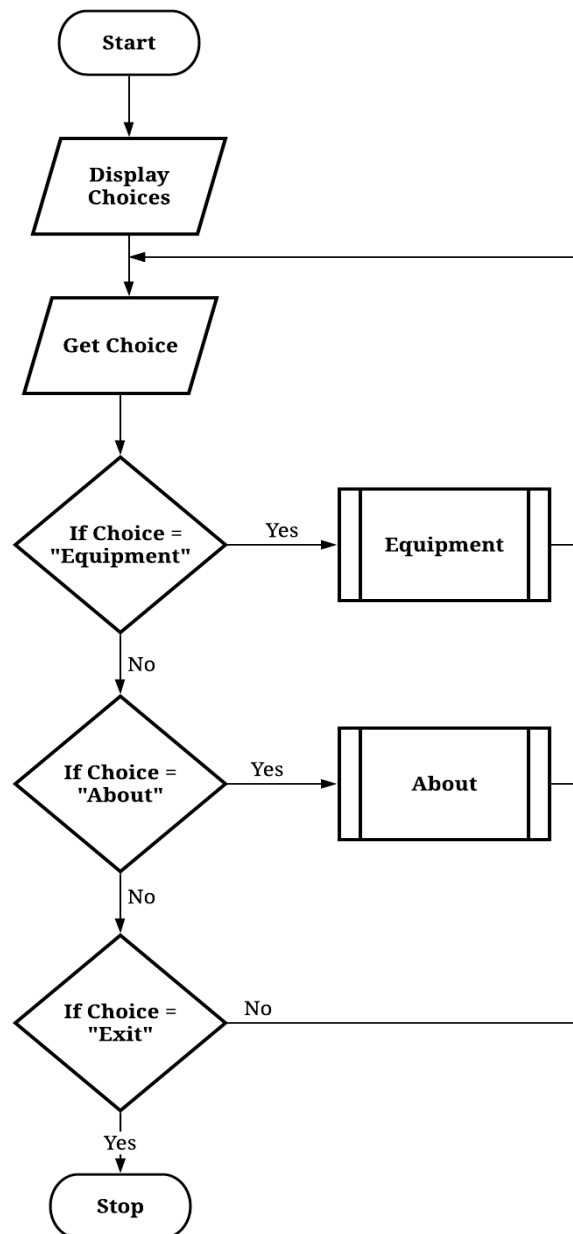 Start
Display
Choices
Get Choice
If Choice =
"Equipment"
Yes
Equipment
No
If Choice =
"About"
Yes
About
No
If Choice =
"Exit"
No
Yes
Stop